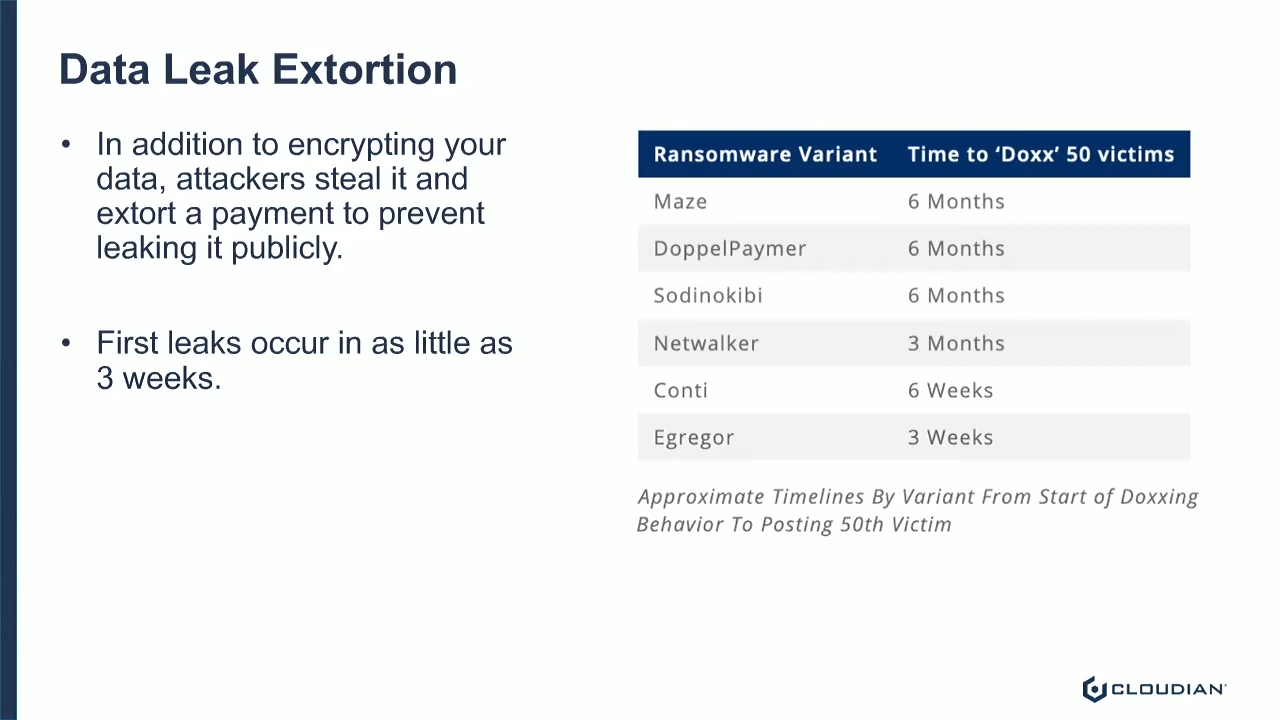 Data Leak Extortion
• In addition to encrypting your
data, attackers steal it and
extort a payment to prevent
leaking it publicly.
• First leaks occur in as little as
3 weeks.
Ransomware Variant Time to ‘Doxx’ 50 victims
Maze 6 Months
DoppelPaymer 6 Months
Sodinokibi 6 Months
Netwalker 3 Months
Conti 6 Weeks
Egregor 3 Weeks
Approximate Timelines By Variant From Start of Doxxing
Behavior To Posting 50th Victim
CLOUDIAN